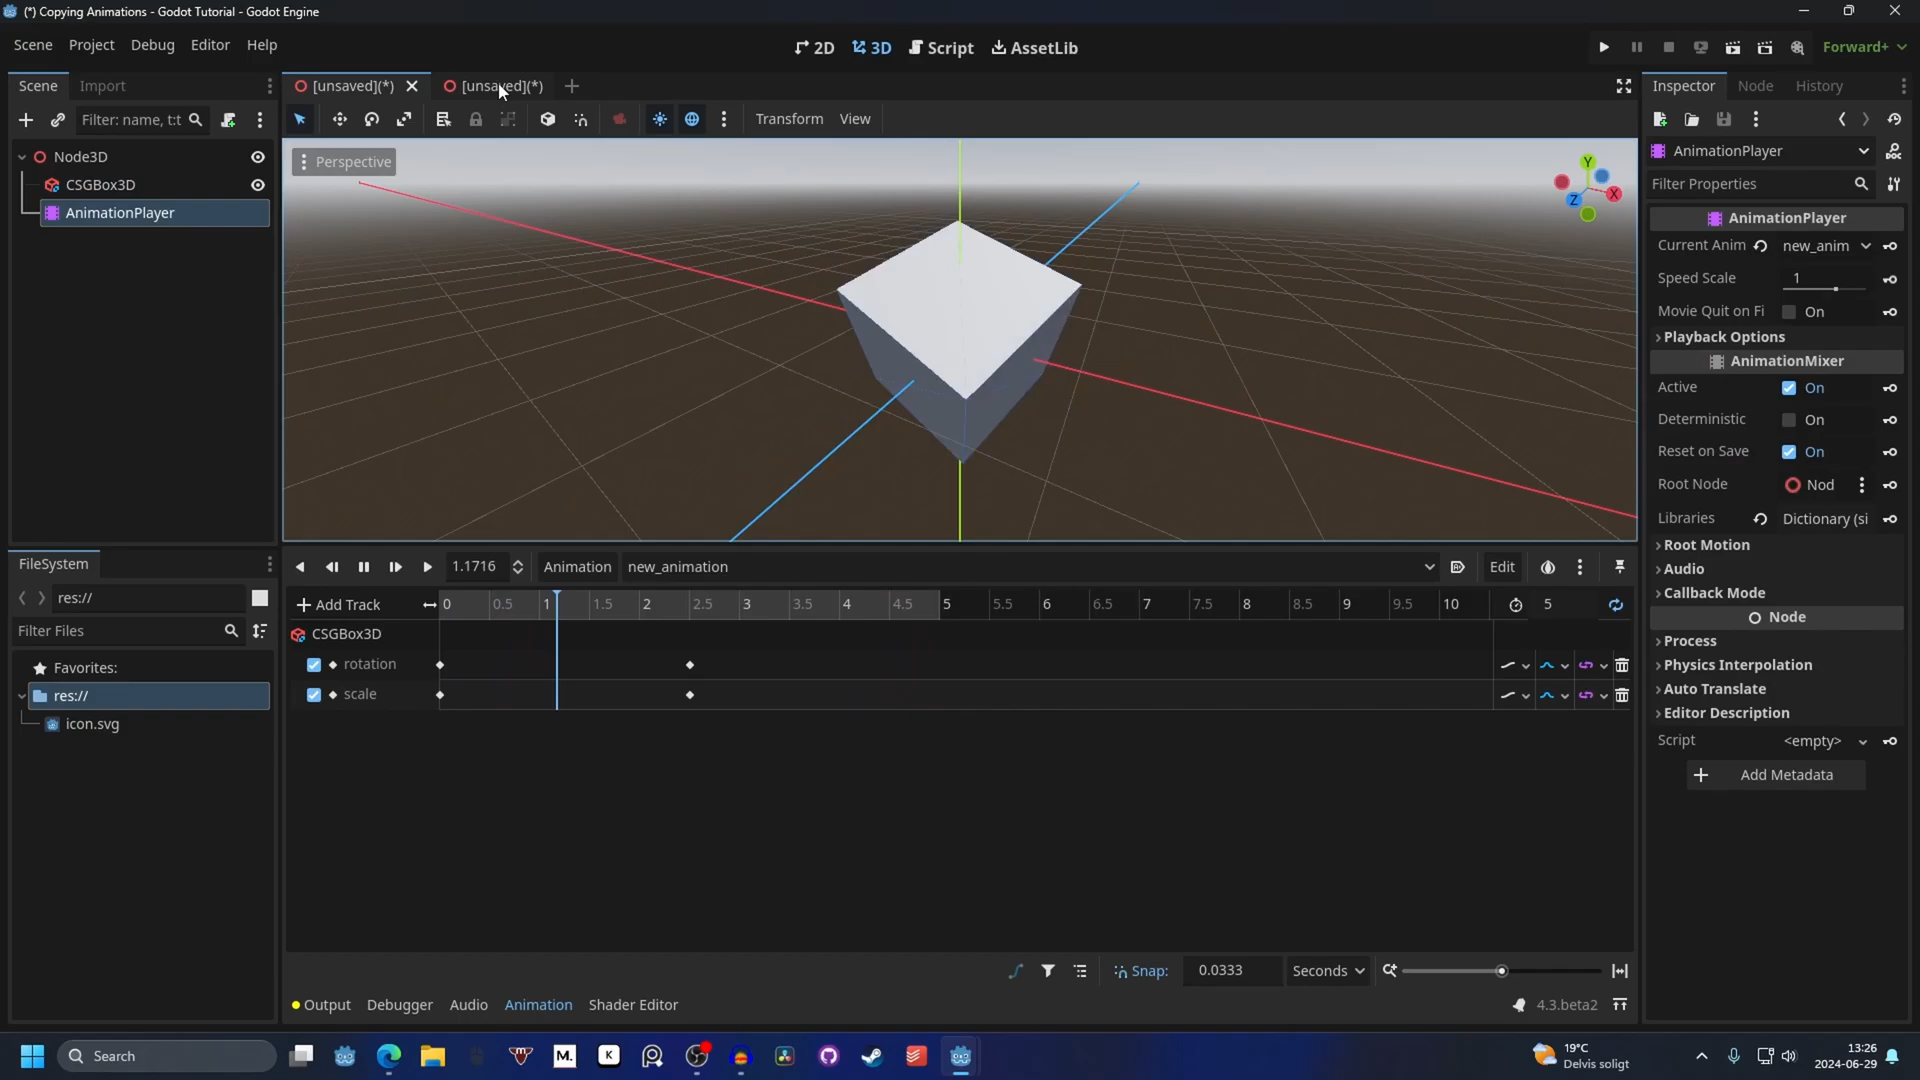 (*) Copying Animations - Godot Tutorial - Godot Engine
Scene Project Debug Editor Help
2D 3D Script AssetLib
Forward+
Scene Import
[unsaved](*) [unsaved](*)
Inspector Node History
Filter: name, t:t
Transform View
Node3D
CSGBox3D
AnimationPlayer
Perspective
Y
X
Z
AnimationPlayer
Filter Properties
AnimationPlayer
Current Anim new_anim
Speed Scale 1
Movie Quit on Fi On
Playback Options
AnimationMixer
Active On
Deterministic On
Reset on Save On
Root Node Nod
Libraries Dictionary (si
Root Motion
Audio
Callback Mode
Node
Process
Physics Interpolation
Auto Translate
Editor Description
Script <empty>
Add Metadata
FileSystem
res://
Filter Files
Favorites:
res://
icon.svg
1.1716 Animation new_animation Edit
Add Track 0 0.5 1 1.5 2 2.5 3 3.5 4 4.5 5 5.5 6 6.5 7 7.5 8 8.5 9 9.5 10 5
CSGBox3D
rotation
scale
Snap: 0.0333 Seconds
Output Debugger Audio Animation Shader Editor
4.3.beta2
Search
M.
K
19°C
Delvis soligt
13:26
2024-06-29